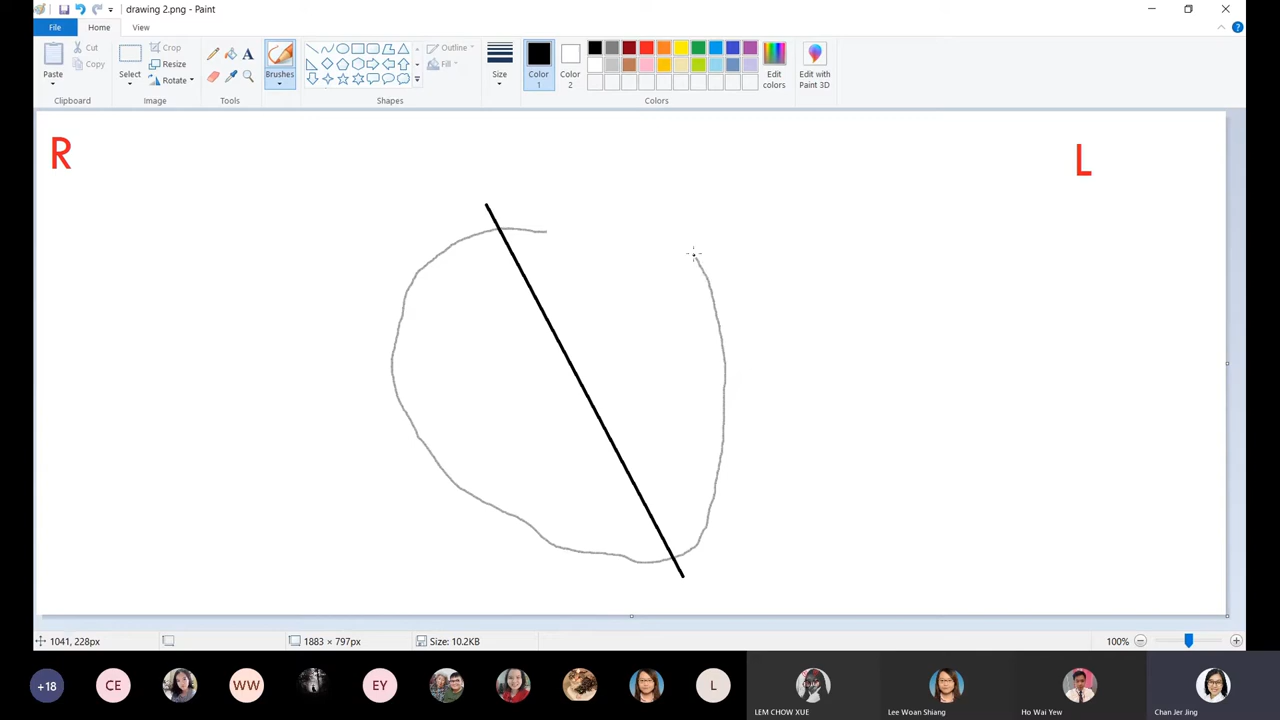 drawing 2.png - Paint
File Home View
Paste
Cut
Copy
Clipboard
Select
Crop
Resize
Rotate
Image
Tools
Brushes
Shapes
Outline
Fill
Size
Color 1
Color 2
Colors
Edit colors
Edit with Paint 3D
R
L
1041, 228px
1883 × 797px
Size: 10.2KB
100%
+18
CE
WW
EY
L
LEM CHOW XUE
Lee Woan Shiang
Ho Wai Yew
Chan Jer Jing